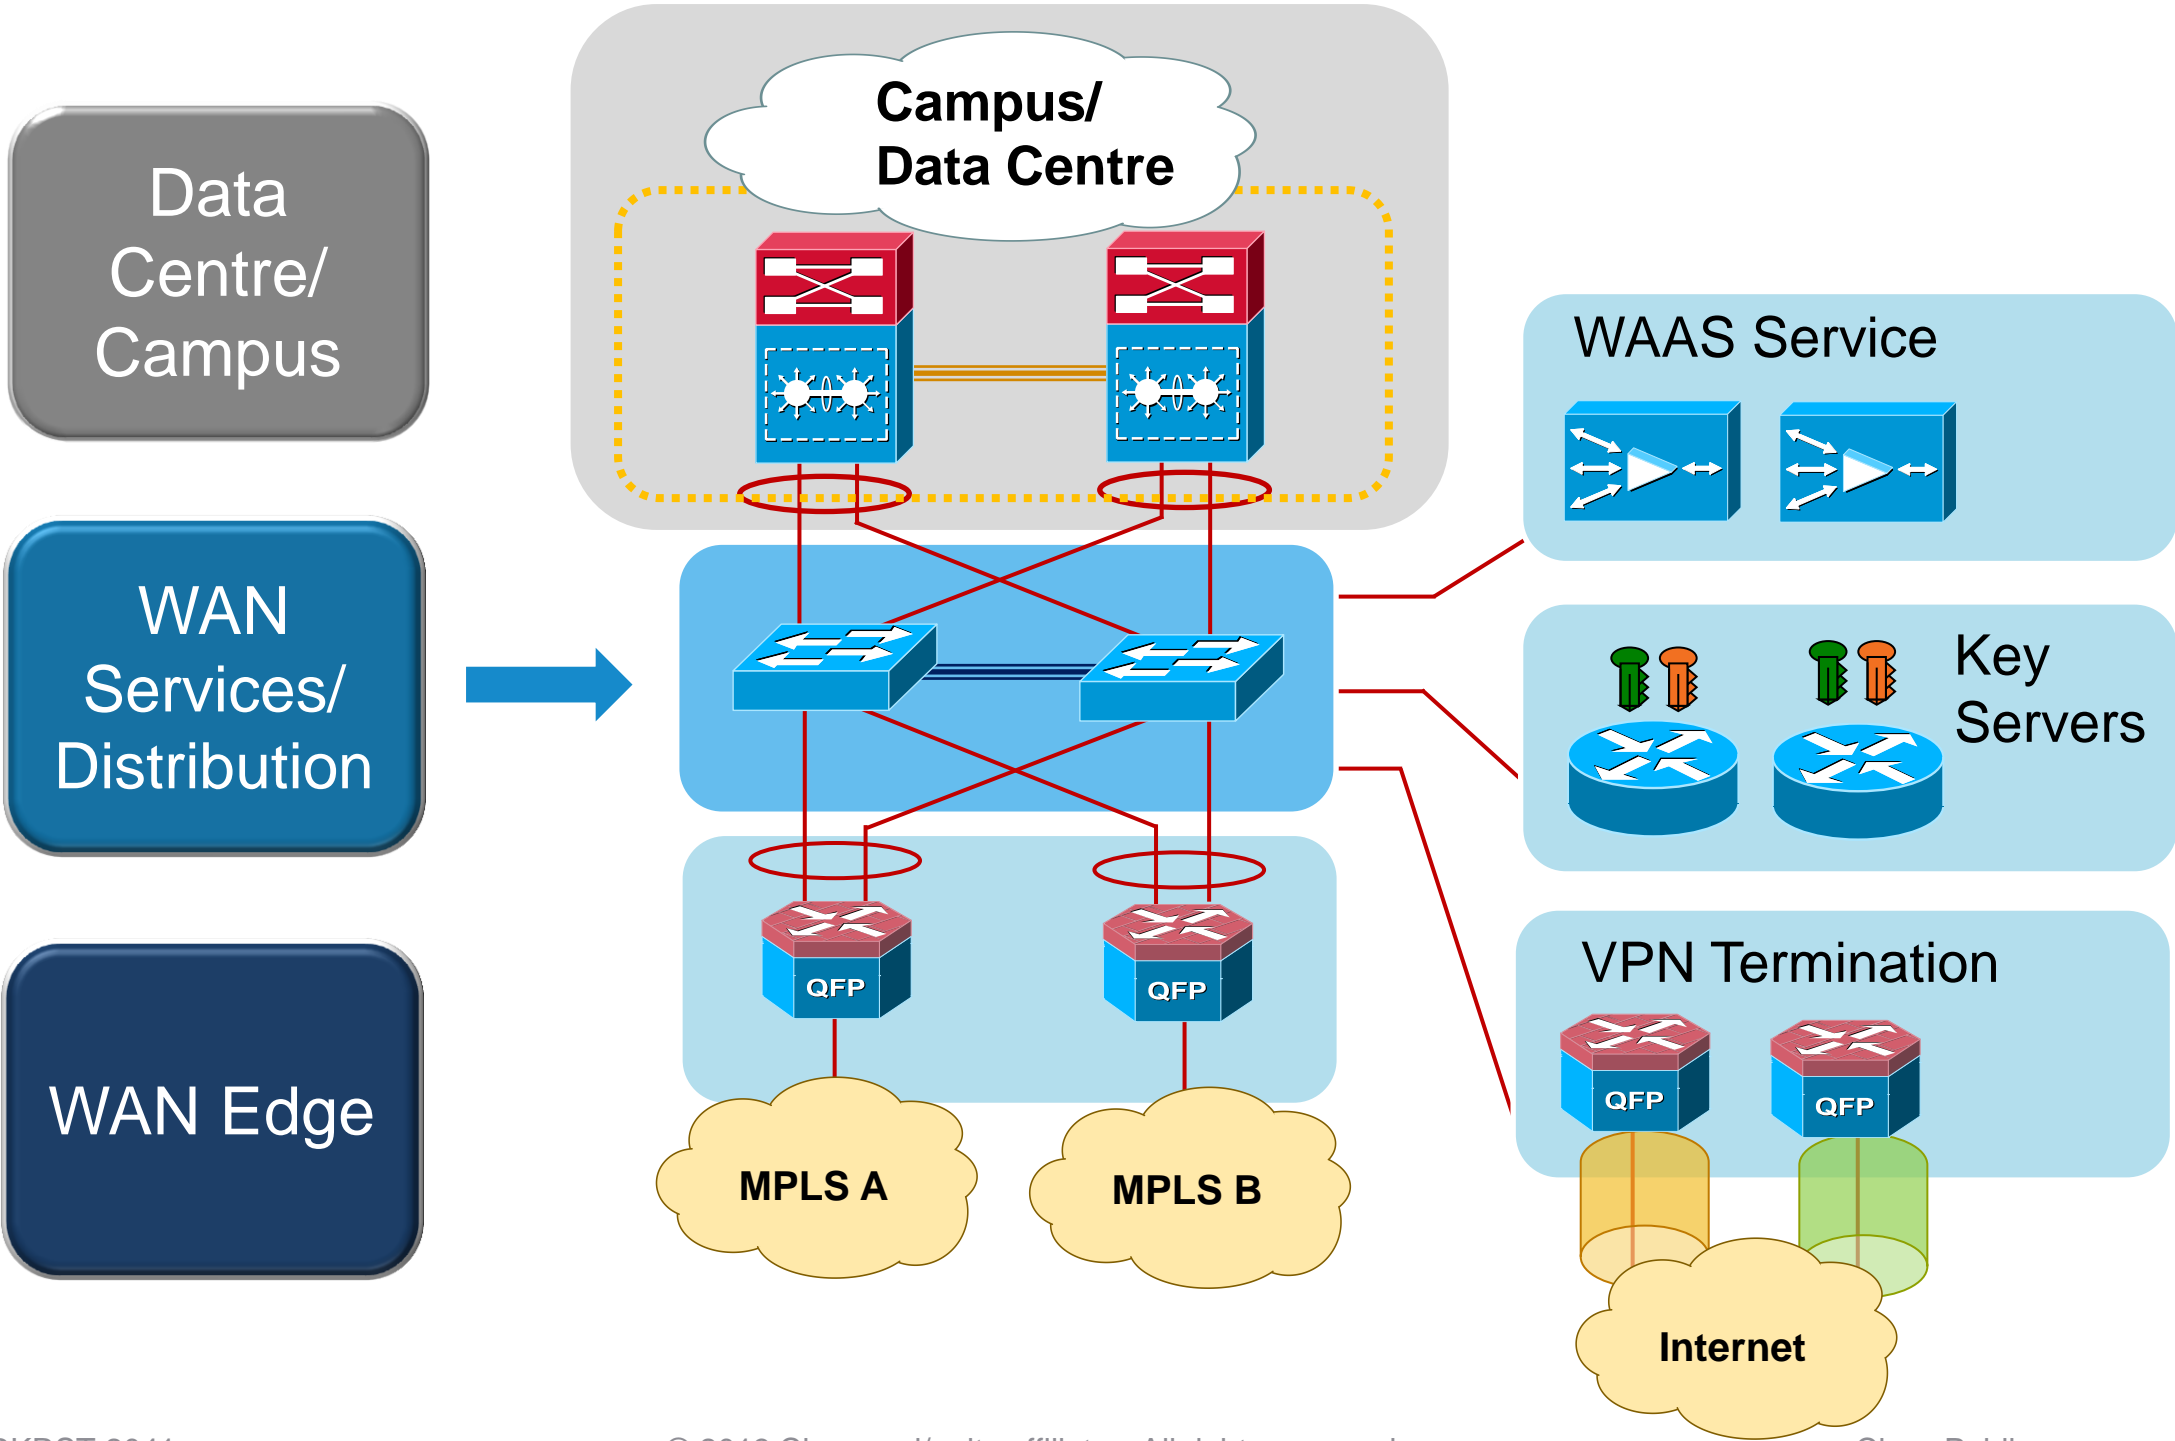 Campus/
Data Centre
Data
Centre/
Campus
WAAS Service
WAN
Services/
Distribution
Key
Servers
VPN Termination
QFP
QFP
WAN Edge
QFP
QFP
MPLS A
MPLS B
Internet